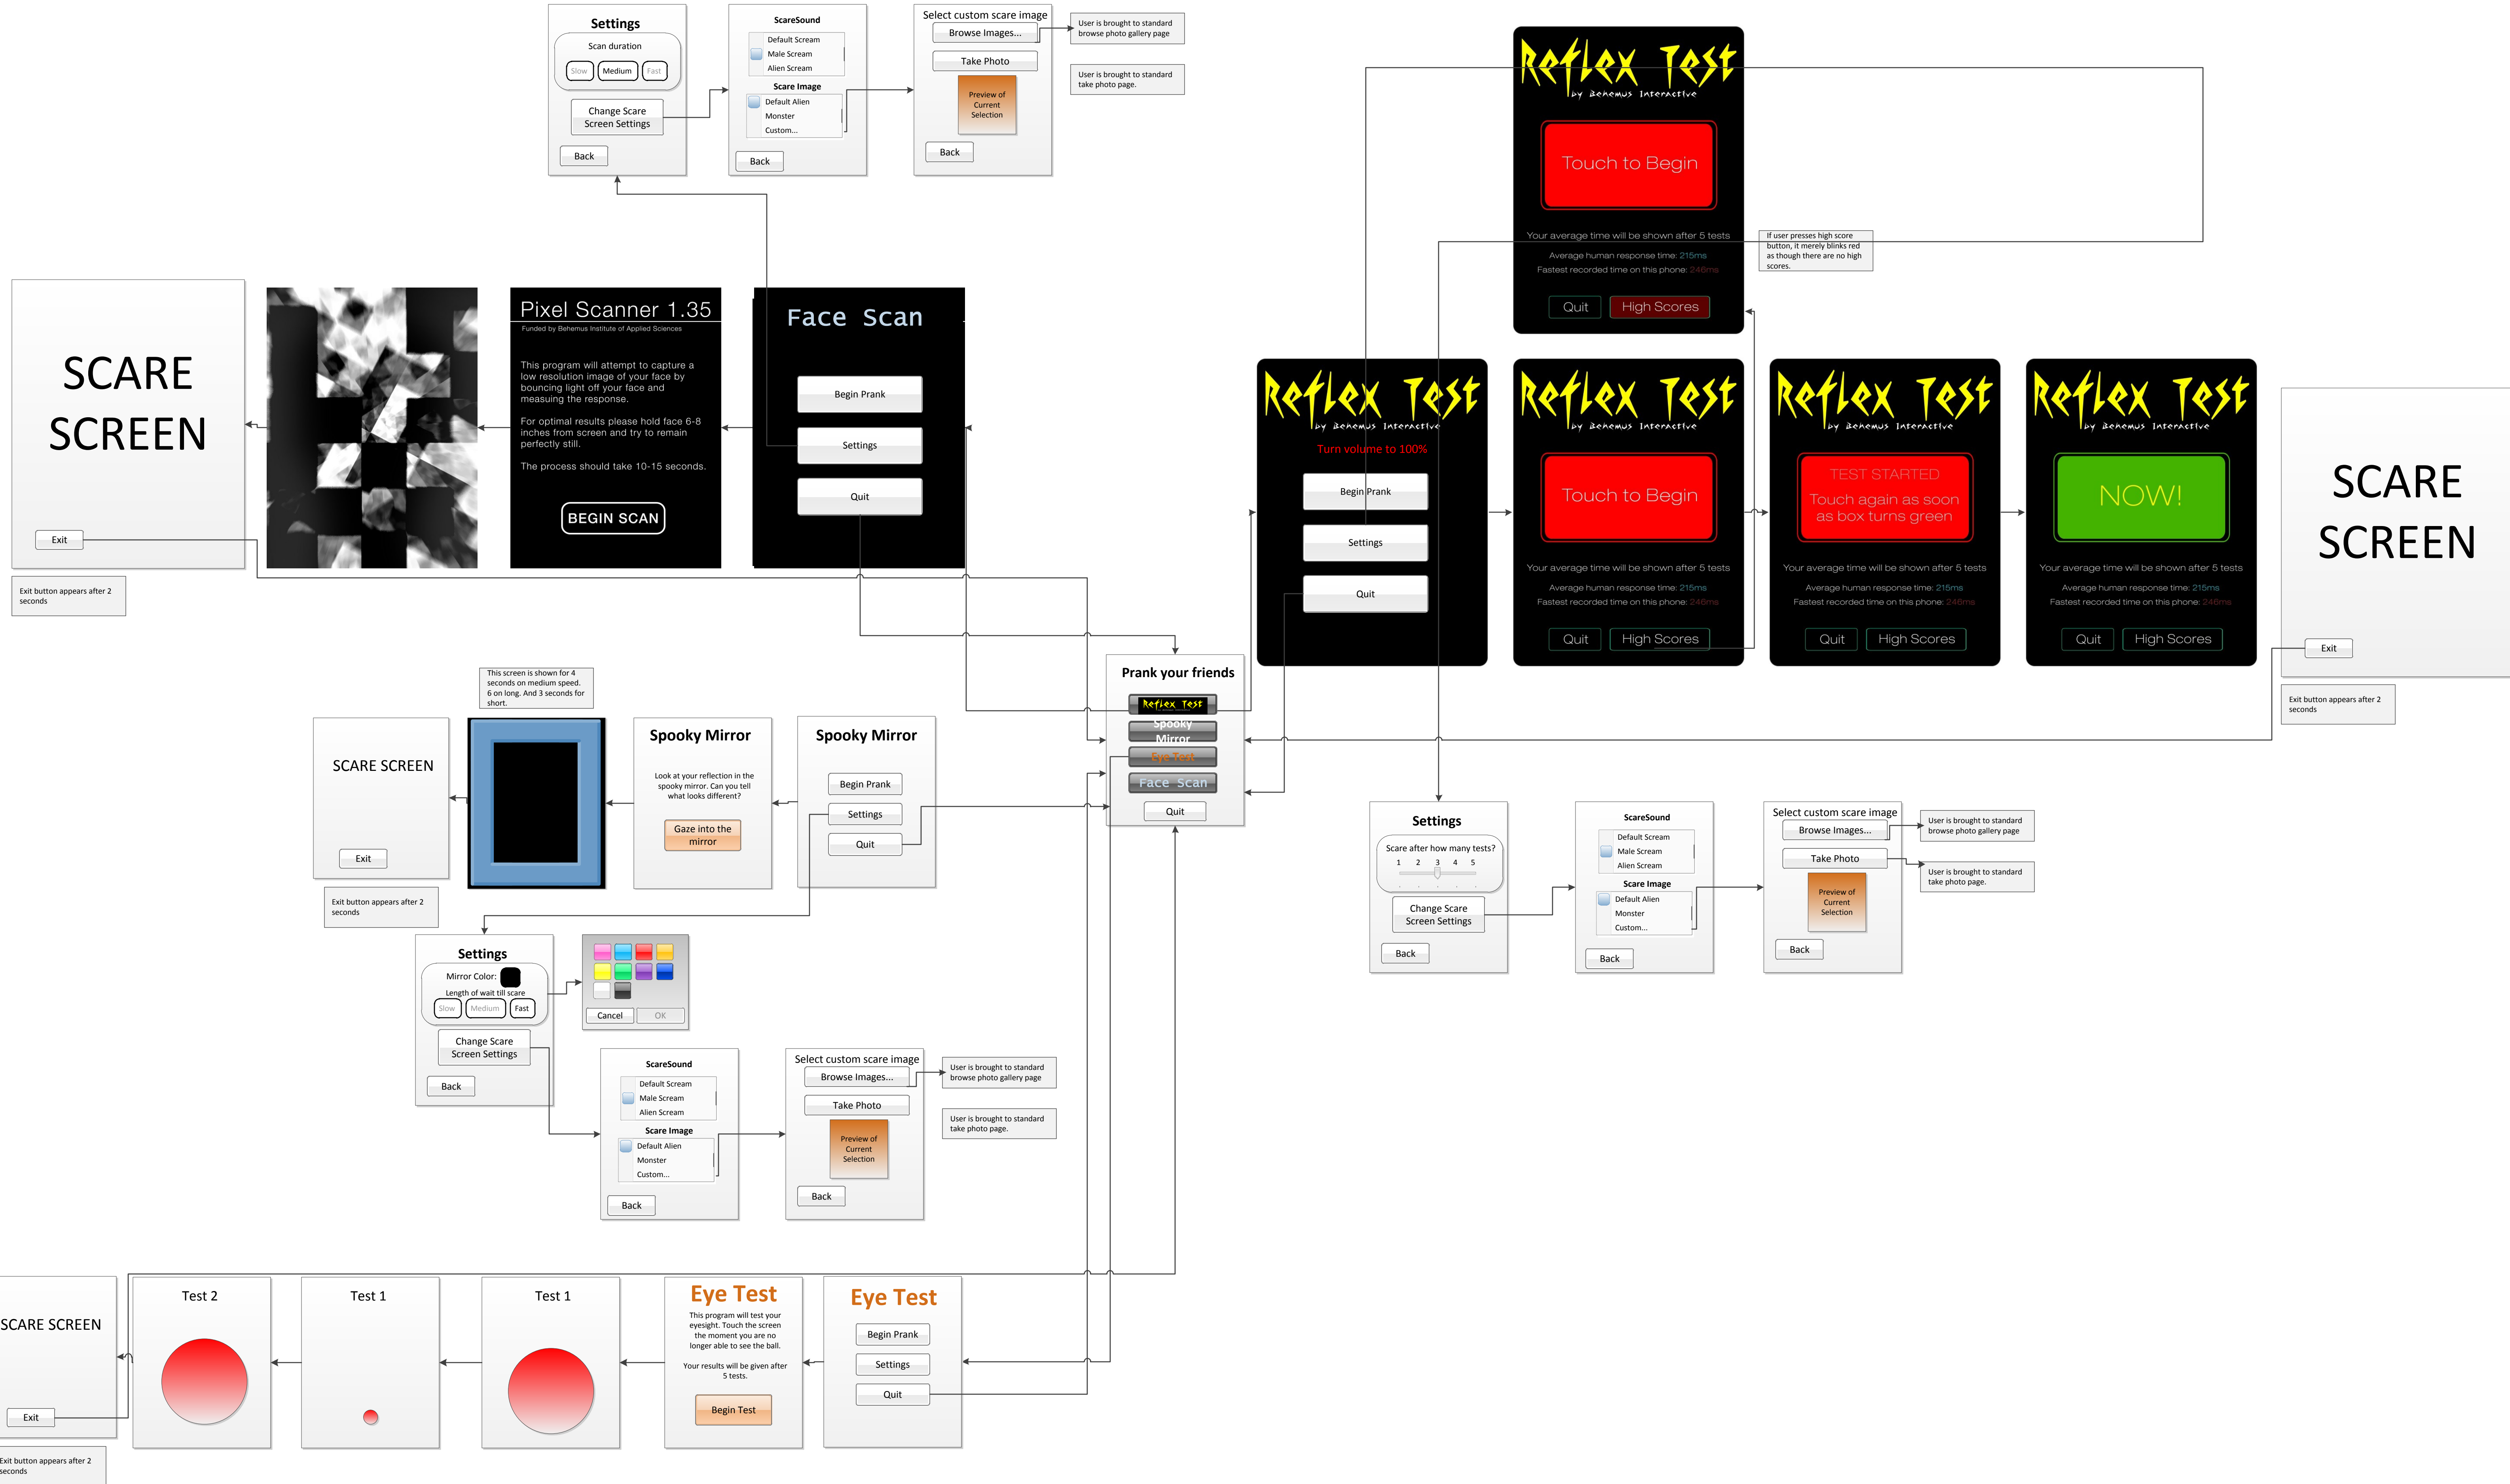 Settings
Scan duration
Slow
Medium
Fast
Change Scare
Screen Settings
Back
ScareSound
Default Scream
Male Scream
Alien Scream
Scare Image
Default Alien
Monster
Custom...
Back
Select custom scare image
Browse Images...
Take Photo
Preview of
Current
Selection
Back
User is brought to standard
browse photo gallery page
User is brought to standard
take photo page.
Reflex Test
by Behemus Interactive
Touch to Begin
Your average time will be shown after 5 tests
Average human response time: 215ms
Fastest recorded time on this phone: 246ms
Quit
High Scores
If user presses high score
button, it merely blinks red
as though there are no high
scores.
SCARE
SCREEN
Exit
Exit button appears after 2
seconds
Pixel Scanner 1.35
Funded by Behemus Institute of Applied Sciences
This program will attempt to capture a
low resolution image of your face by
bouncing light off your face and
measuing the response.
For optimal results please hold face 6-8
inches from screen and try to remain
perfectly still.
The process should take 10-15 seconds.
BEGIN SCAN
Face Scan
Begin Prank
Settings
Quit
Reflex Test
by Behemus Interactive
Turn volume to 100%
Begin Prank
Settings
Quit
Reflex Test
by Behemus Interactive
Touch to Begin
Your average time will be shown after 5 tests
Average human response time: 215ms
Fastest recorded time on this phone: 246ms
Quit
High Scores
Reflex Test
by Behemus Interactive
TEST STARTED
Touch again as soon
as box turns green
Your average time will be shown after 5 tests
Average human response time: 215ms
Fastest recorded time on this phone: 246ms
Quit
High Scores
Reflex Test
by Behemus Interactive
NOW!
Your average time will be shown after 5 tests
Average human response time: 215ms
Fastest recorded time on this phone: 246ms
Quit
High Scores
SCARE
SCREEN
Exit
Exit button appears after 2
seconds
Prank your friends
Reflex Test
Spooky
Mirror
Eye Test
Face Scan
Quit
This screen is shown for 4
seconds on medium speed.
6 on long. And 3 seconds for
short.
SCARE SCREEN
Exit
Exit button appears after 2
seconds
Spooky Mirror
Look at your reflection in the
spooky mirror. Can you tell
what looks different?
Gaze into the
mirror
Spooky Mirror
Begin Prank
Settings
Quit
Settings
Scare after how many tests?
1 2 3 4 5
Change Scare
Screen Settings
Back
ScareSound
Default Scream
Male Scream
Alien Scream
Scare Image
Default Alien
Monster
Custom...
Back
Select custom scare image
Browse Images...
Take Photo
Preview of
Current
Selection
Back
User is brought to standard
browse photo gallery page
User is brought to standard
take photo page.
Settings
Mirror Color:
Length of wait till scare
Slow
Medium
Fast
Change Scare
Screen Settings
Back
Cancel
OK
ScareSound
Default Scream
Male Scream
Alien Scream
Scare Image
Default Alien
Monster
Custom...
Back
Select custom scare image
Browse Images...
Take Photo
Preview of
Current
Selection
Back
User is brought to standard
browse photo gallery page
User is brought to standard
take photo page.
SCARE SCREEN
Exit
Exit button appears after 2
seconds
Test 2
Test 1
Test 1
Eye Test
This program will test your
eyesight. Touch the screen
the moment you are no
longer able to see the ball.
Your results will be given after
5 tests.
Begin Test
Eye Test
Begin Prank
Settings
Quit